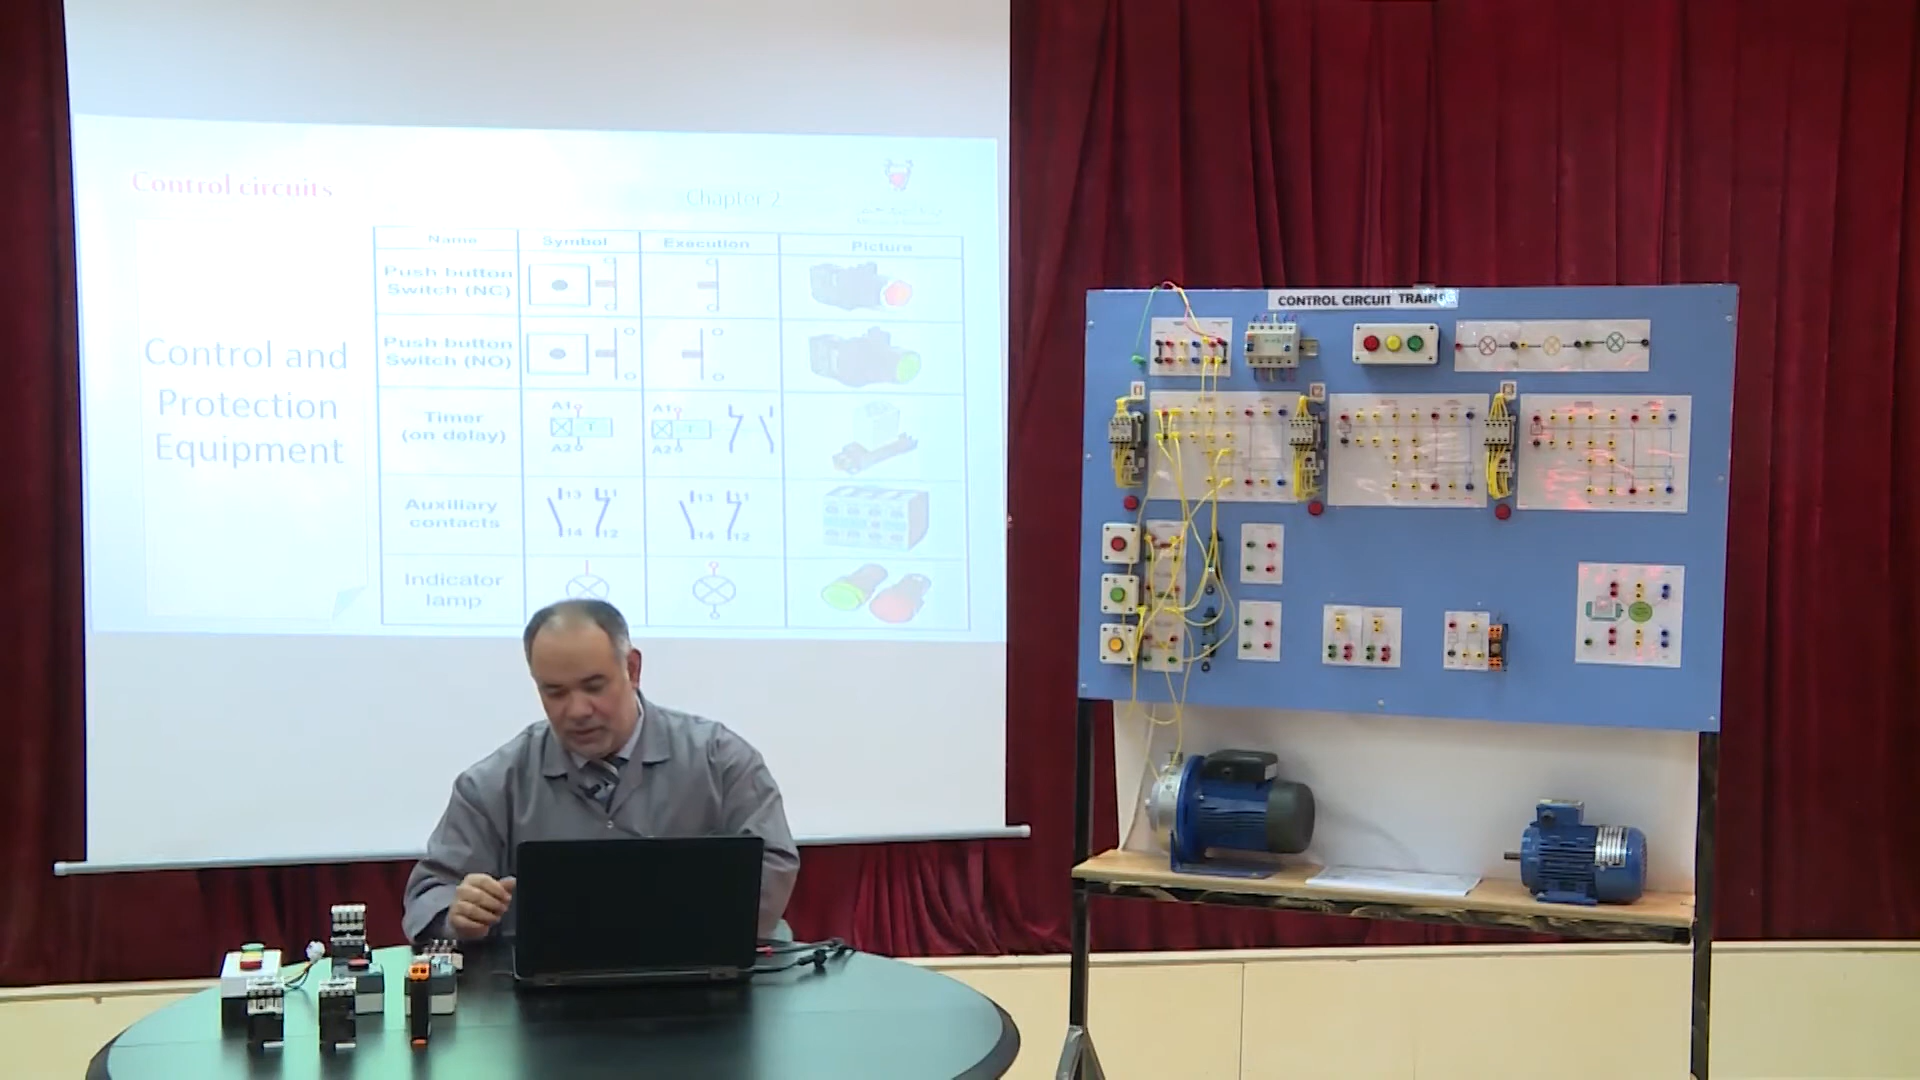 Control circuits
Chapter 2
Control and
Protection
Equipment
Name
Symbol
Execution
Picture
Push button
Switch (NC)
Push button
Switch (NO)
Timer
(on delay)
A1
T
A2
A1
T
A2
Auxiliary
contacts
13
11
14
12
13
11
14
12
Indicator
lamp
CONTROL CIRCUIT TRAIN